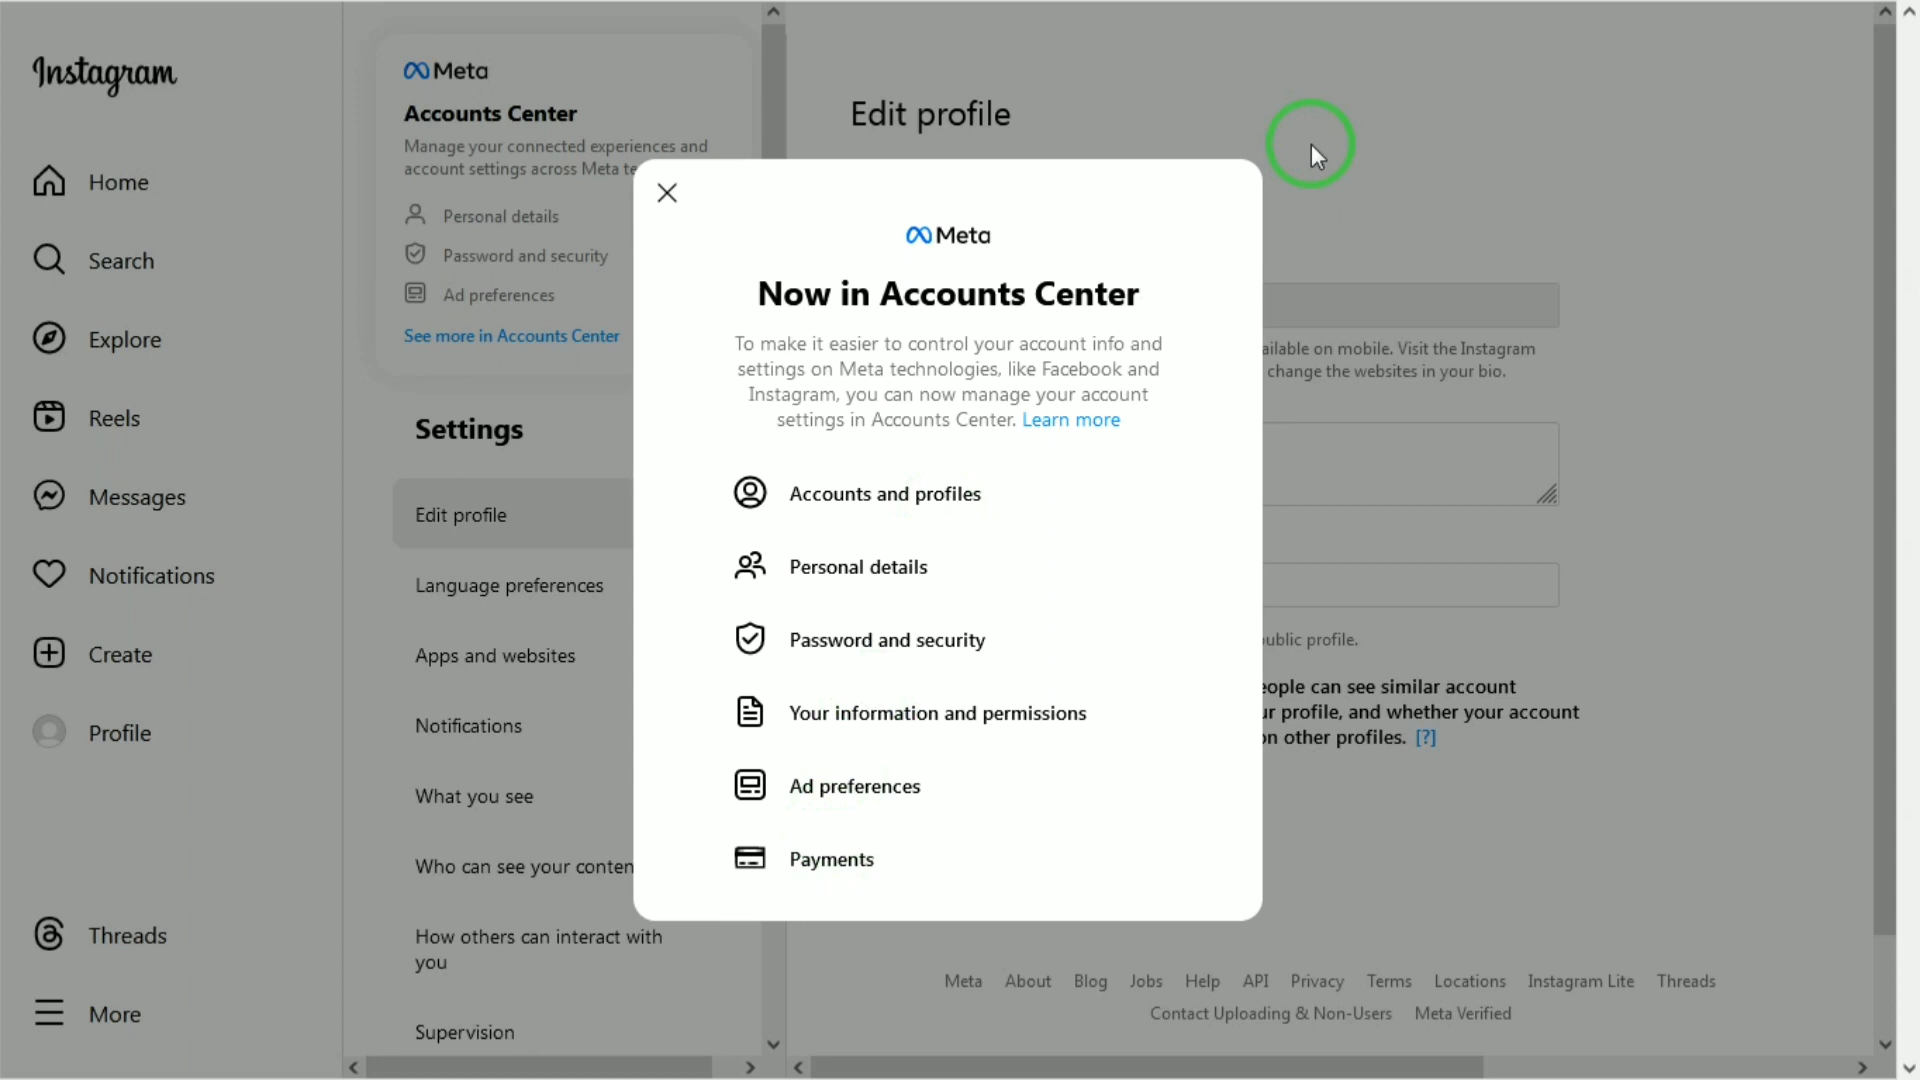 Instagram
Home
Search
Explore
Reels
Messages
Notifications
Create
Profile
Threads
More
Meta
Accounts Center
Manage your connected experiences and
account settings across Meta te
Personal details
Password and security
Ad preferences
See more in Accounts Center
Settings
Edit profile
Language preferences
Apps and websites
Notifications
What you see
Who can see your conten
How others can interact with
you
Supervision
Edit profile
Meta
Now in Accounts Center
To make it easier to control your account info and
settings on Meta technologies, like Facebook and
Instagram, you can now manage your account
settings in Accounts Center. Learn more
Accounts and profiles
Personal details
Password and security
Your information and permissions
Ad preferences
Payments
ailable on mobile. Visit the Instagram
change the websites in your bio.
ublic profile.
eople can see similar account
ur profile, and whether your account
on other profiles. [?]
Meta About Blog Jobs Help API Privacy Terms Locations Instagram Lite Threads
Contact Uploading & Non-Users Meta Verified